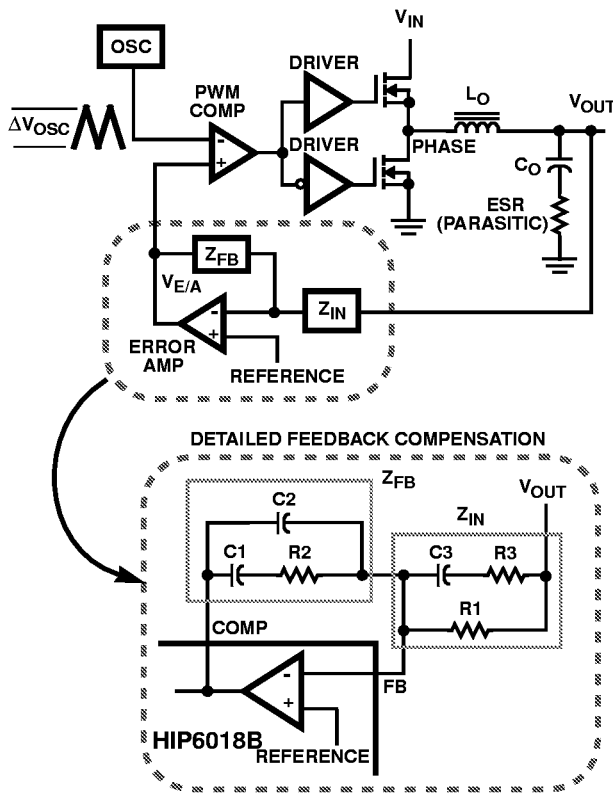 V_IN
OSC
DRIVER
PWM
COMP
L_O
V_OUT
ΔV_OSC
-
+
DRIVER
PHASE
C_O
ESR
(PARASITIC)
Z_FB
V_E/A
Z_IN
-
+
ERROR
AMP
REFERENCE
DETAILED FEEDBACK COMPENSATION
Z_FB
V_OUT
C2
Z_IN
C1
R2
C3
R3
R1
COMP
FB
-
+
HIP6018B
REFERENCE